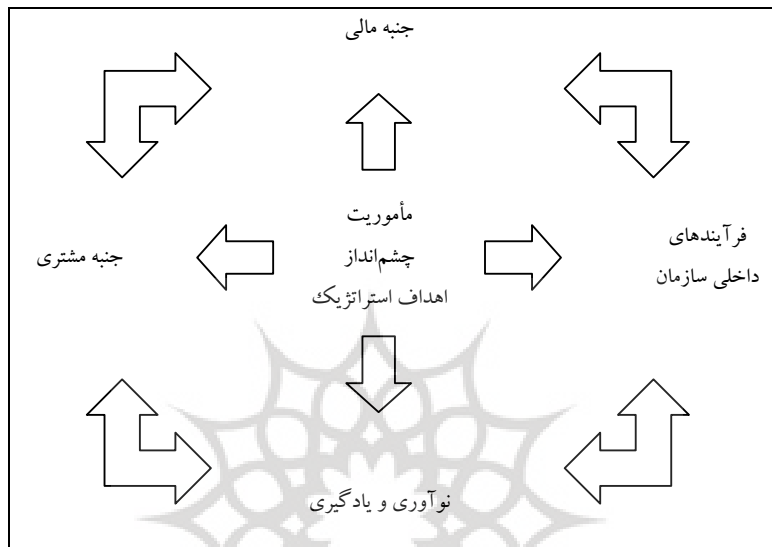 جنبه مالی
مأموریت
چشم‌انداز
اهداف استراتژیک
فرآیندهای
داخلی سازمان
جنبه مشتری
نوآوری و یادگیری